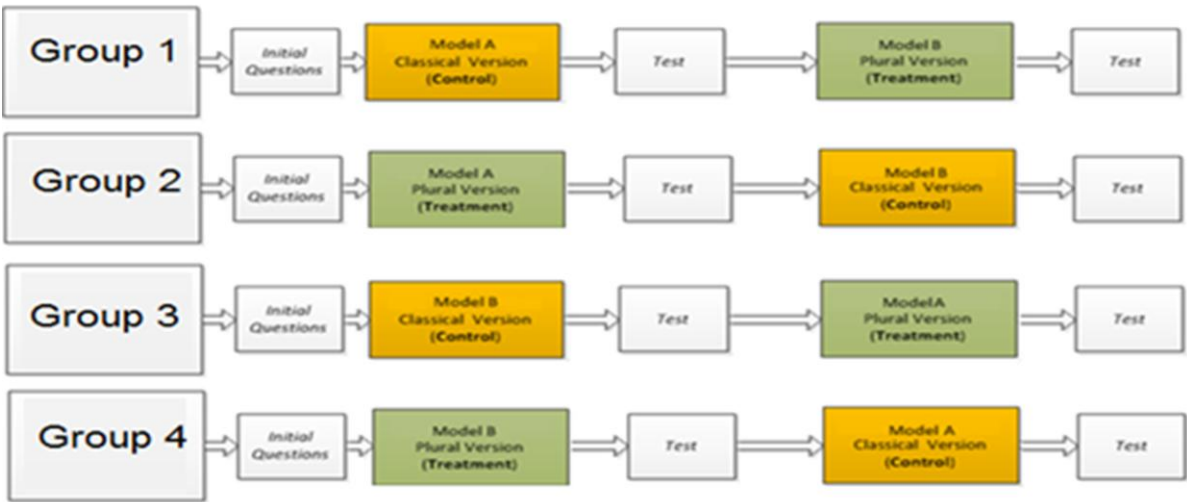 Group 1
Initial
Questions
Model A
Classical Version
(Control)
Test
Model B
Plural Version
(Treatment)
Test
Group 2
Initial
Questions
Model A
Plural Version
(Treatment)
Test
Model B
Classical Version
(Control)
Test
Group 3
Initial
Questions
Model B
Classical Version
(Control)
Test
ModelA
Plural Version
(Treatment)
Test
Group 4
Initial
Questions
Model B
Plural Version
(Treatment)
Test
Model A
Classical Version
(Control)
Test